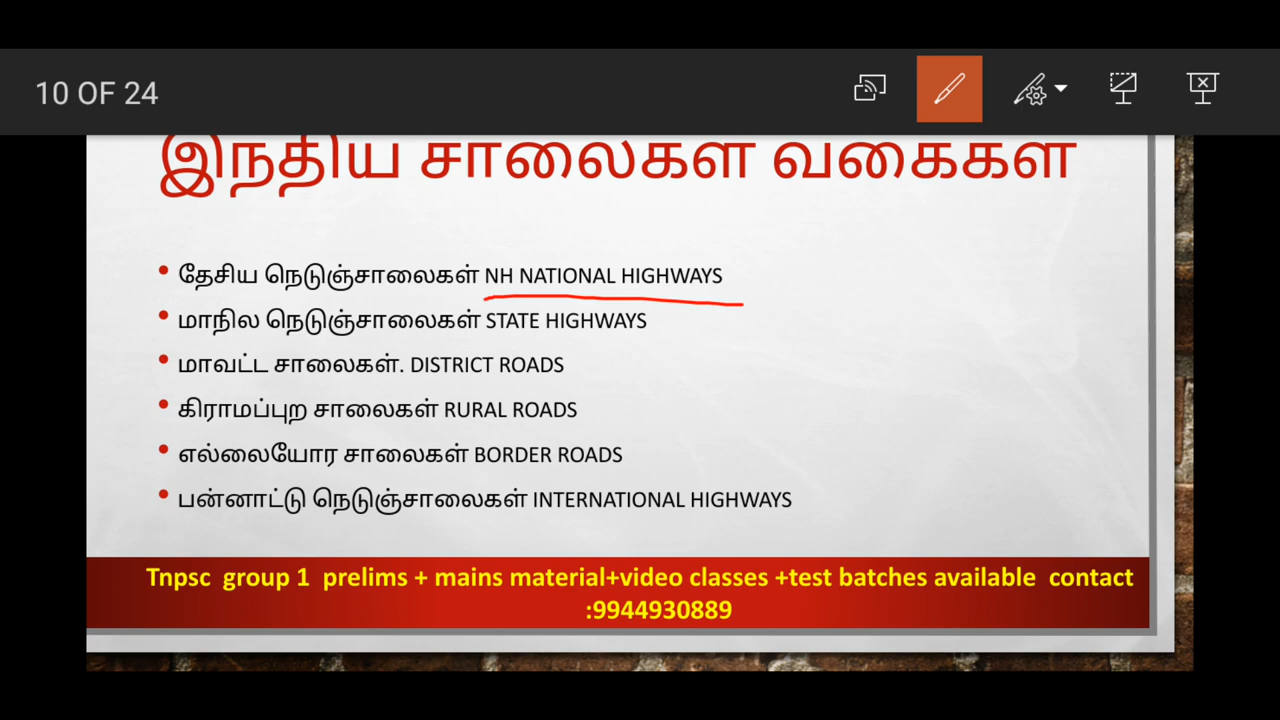 10 OF 24
இந்திய சாலைகள் வகைகள்
• தேசிய நெடுஞ்சாலைகள் NH NATIONAL HIGHWAYS
• மாநில நெடுஞ்சாலைகள் STATE HIGHWAYS
• மாவட்ட சாலைகள். DISTRICT ROADS
• கிராமப்புற சாலைகள் RURAL ROADS
• எல்லையோர சாலைகள் BORDER ROADS
• பன்னாட்டு நெடுஞ்சாலைகள் INTERNATIONAL HIGHWAYS
Tnpsc group 1 prelims + mains material+video classes +test batches available contact
:9944930889